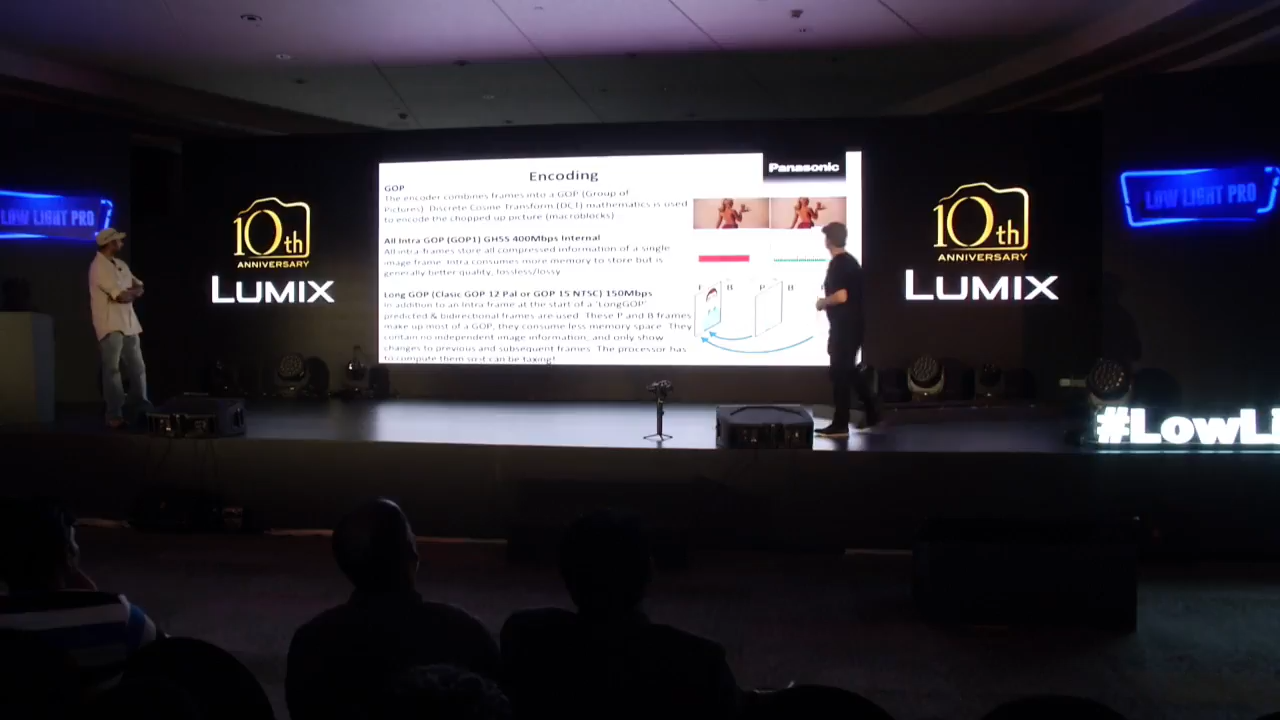 Panasonic
Encoding
GOP
The encoder combines frames into a GOP (Group of
Pictures). Discrete Cosine Transform (DCT) mathematics is used
to encode the chopped up picture (macroblocks)
All Intra GOP (GOP1) GH5S 400Mbps Internal
All intra-frames store all compressed information of a single
image frame. Intra consumes more memory to store but is
generally better quality, lossless/lossy
Long GOP (Clasic GOP 12 Pal or GOP 15 NTSC) 150Mbps
In addition to an Intra frame at the start of a 'LongGOP'
predicted & bidirectional frames are used. These P and B frames
make up most of a GOP, they consume less memory space. They
contain no independent image information, and only show
changes to previous and subsequent frames. The processor has
to compute them so it can be taxing!
I B P B
10th
ANNIVERSARY
LUMIX
10th
ANNIVERSARY
LUMIX
LOW LIGHT PRO
LOW LIGHT PRO
#LowLi